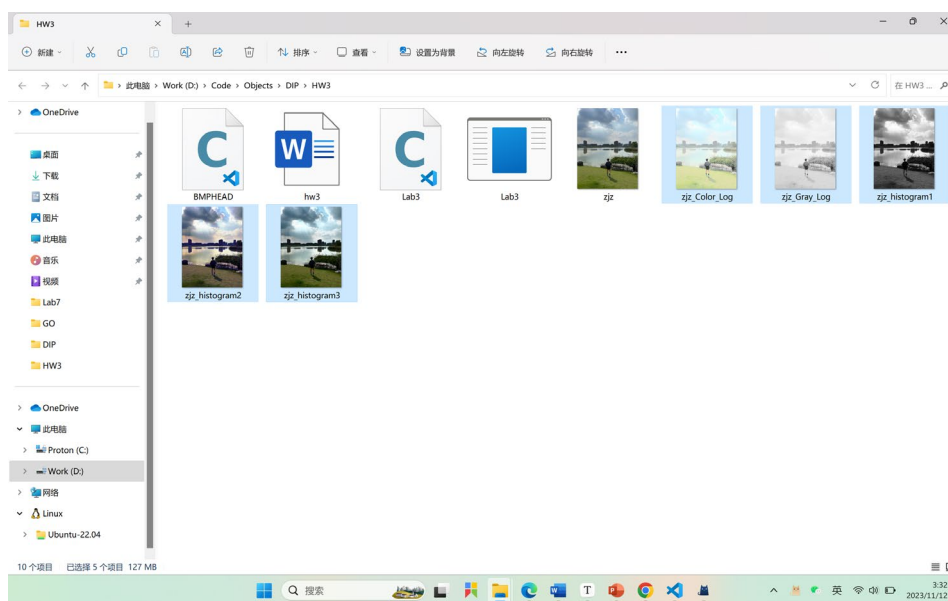 HW3
新建
排序
查看
设置为背景
向左旋转
向右旋转
此电脑 > Work (D:) > Code > Objects > DIP > HW3
在 HW3 ...
OneDrive
桌面
下载
文档
图片
此电脑
音乐
视频
Lab7
GO
DIP
HW3
OneDrive
此电脑
Proton (C:)
Work (D:)
网络
Linux
Ubuntu-22.04
BMPHEAD
hw3
Lab3
Lab3
zjz
zjz_Color_Log
zjz_Gray_Log
zjz_histogram1
zjz_histogram2
zjz_histogram3
10 个项目 已选择 5 个项目 127 MB
搜索
英
3:32
2023/11/12